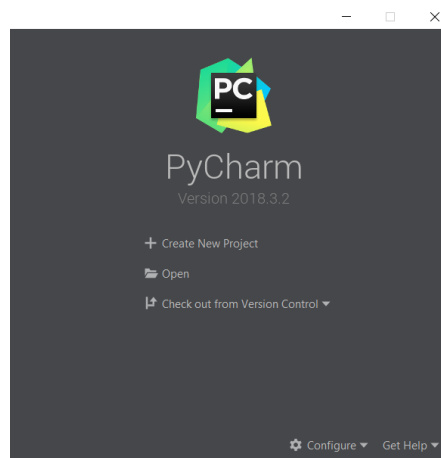 PC
PyCharm
Version 2018.3.2
Create New Project
Open
Check out from Version Control
Configure Get Help